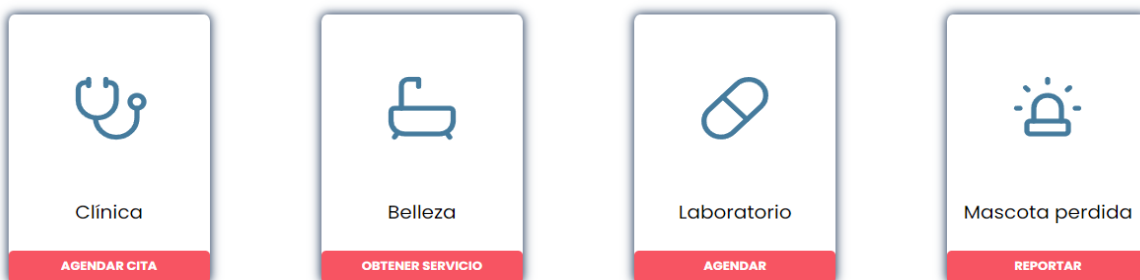 Clínica
Belleza
Laboratorio
Mascota perdida
AGENDAR CITA
OBTENER SERVICIO
AGENDAR
REPORTAR